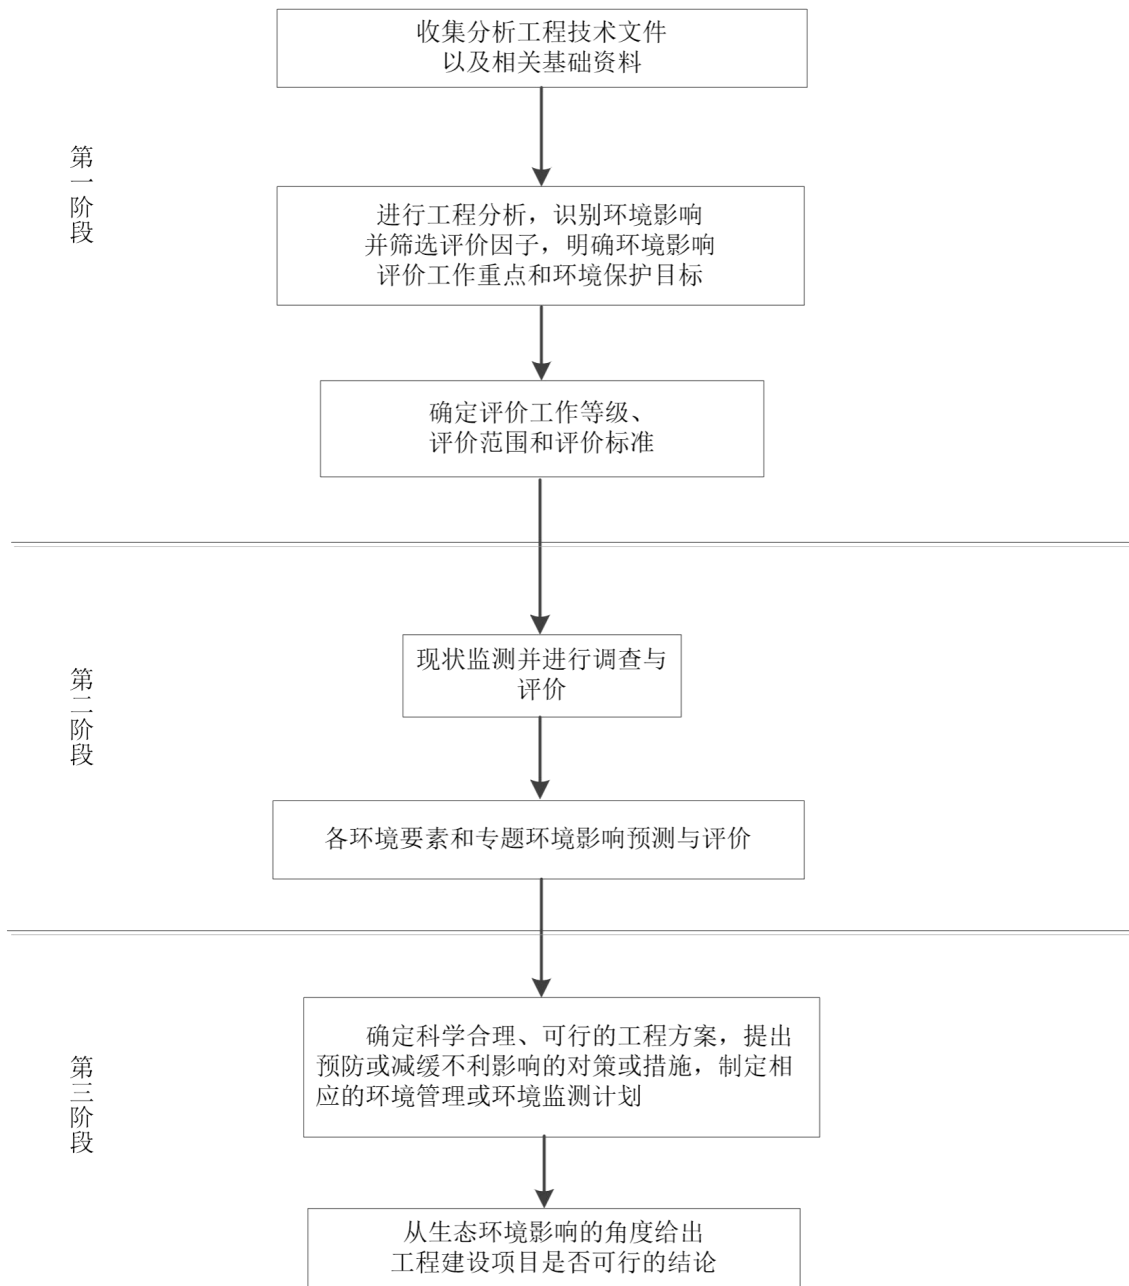 收集分析工程技术文件
以及相关基础资料
第一阶段
进行工程分析，识别环境影响
并筛选评价因子，明确环境影响
评价工作重点和环境保护目标
确定评价工作等级、
评价范围和评价标准
第二阶段
现状监测并进行调查与
评价
各环境要素和专题环境影响预测与评价
第三阶段
确定科学合理、可行的工程方案，提出
预防或减缓不利影响的对策或措施，制定相
应的环境管理或环境监测计划
从生态环境影响的角度给出
工程建设项目是否可行的结论